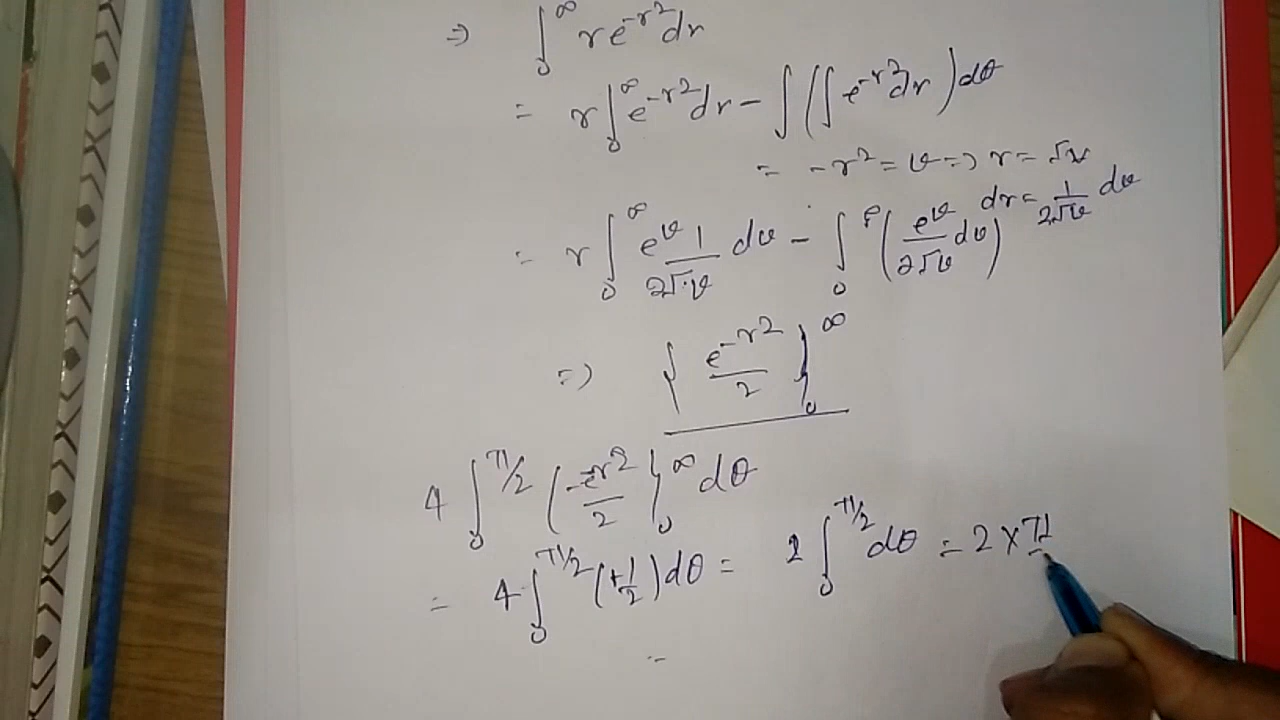 ⇒ ∫₀^∞ r e^{-r²} dr
= r ∫₀^∞ e^{-r²} dr − ∫ (∫ e^{-r²} dr) dθ
= -r² = v ⇒ r = √v
dr = 1/(2√v) dv
= r ∫₀^∞ e^v 1/(2√v) dv − ∫₀ (e^v/(2√v) dv)
⇒ { e^{-r²}/2 }₀^∞
4 ∫₀^{π/2} (-e^{r²}/2)₀^∞ dθ
= 4 ∫₀^{π/2} (+1/2) dθ = 2 ∫₀^{π/2} dθ = 2 × π
=